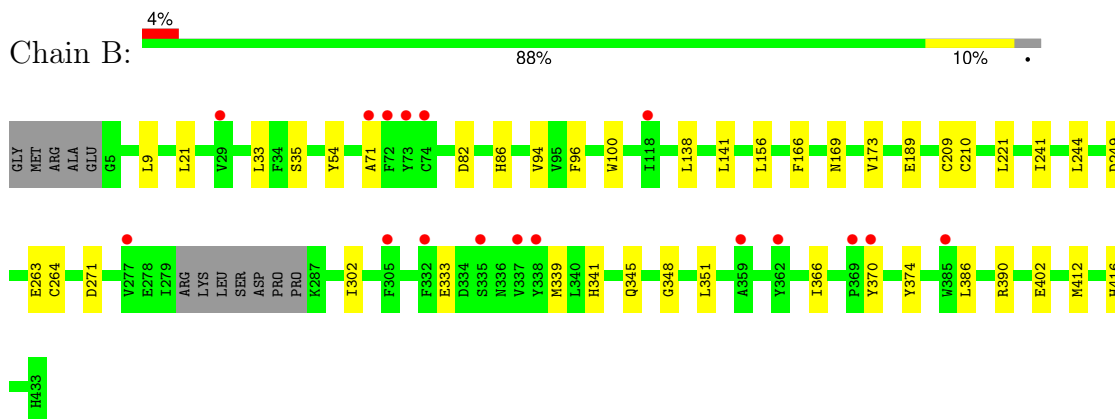 4%
Chain B:
88%
10%
•
GLY MET ARG ALA GLU G5 L9 L21 V29 L33 F34 S35 Y54 A71 F72 Y73 C74 D82 H86 V94 V95 F96 W100 I118 L138 L141 L156 F166 N169 V173 E189 C209 C210 L221 I241 L244
E263 C264 D271 V277 E278 I279 ARG LYS LEU SER ASP PRO PRO K287 I302 F305 F332 E333 D334 S335 N336 V337 Y338 M339 L340 H341 Q345 G348 L351 A359 Y362 I366 P369 Y370 Y374 W385 L386 R390 E402 M412 H416
H433